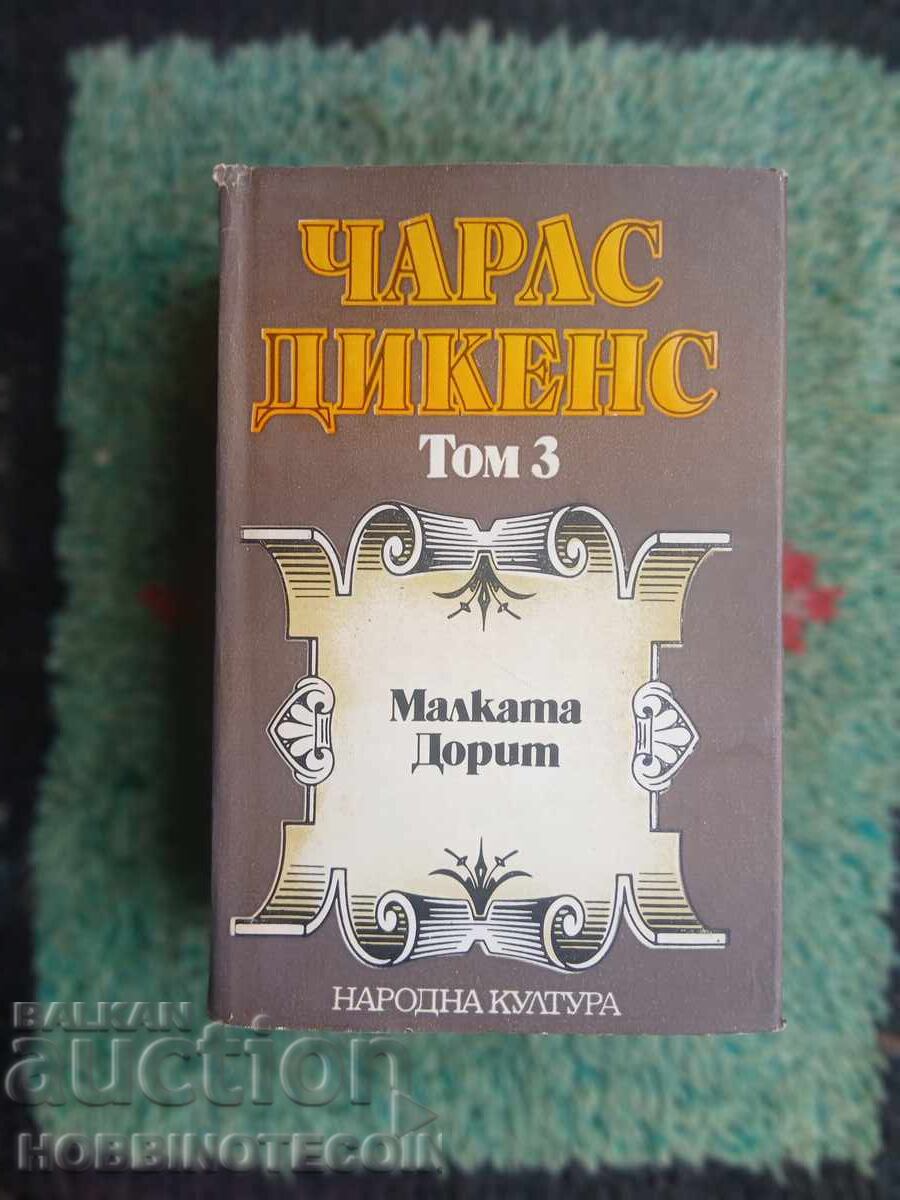 ЧАРЛС
ДИКЕНС
Том 3
Малката
Дорит
НАРОДНА КУЛТУРА
BALKAN
auction
HOBBINOTECOIN